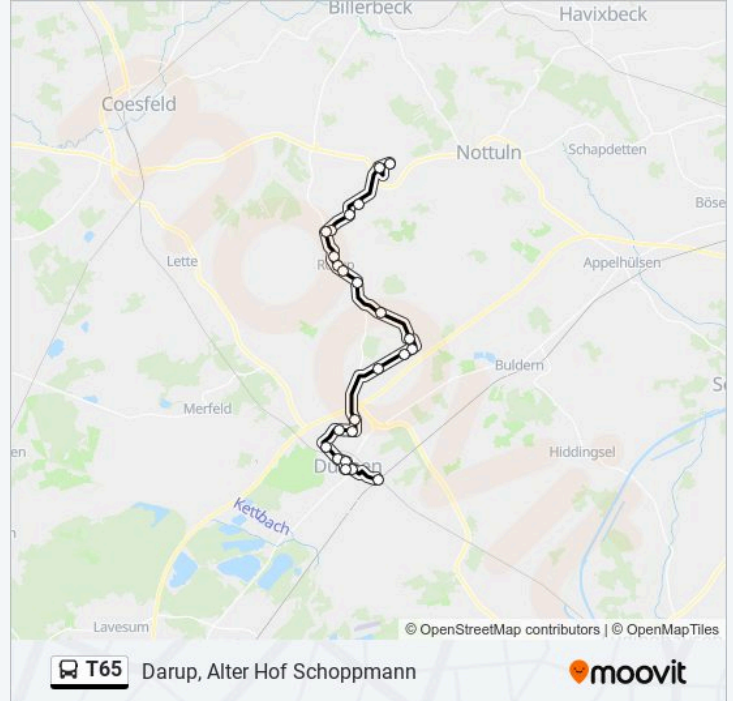 Billerbeck
Havixbeck
Coesfeld
Nottuln
Schapdetten
Böse
Lette
Appelhülsen
Buldern
Merfeld
en
Hiddingsel
Kettbach
Lavesum
© OpenStreetMap contributors | © OpenMapTiles
T65
Darup, Alter Hof Schoppmann
moovit